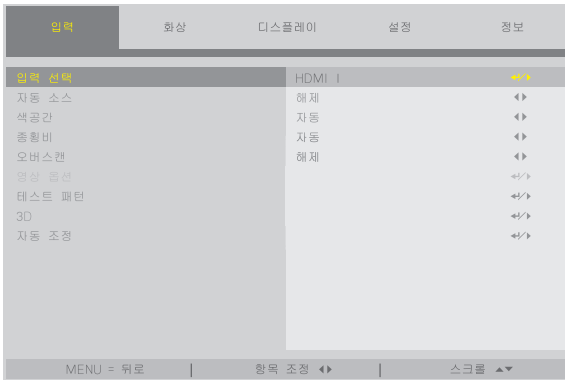 입력 화상 디스플레이 설정 정보
입력 선택 HDMI 1
자동 소스 해제
색공간 자동
종횡비 자동
오버스캔 해제
영상 옵션
테스트 패턴
3D
자동 조정
MENU = 뒤로 | 항목 조정 | 스크롤